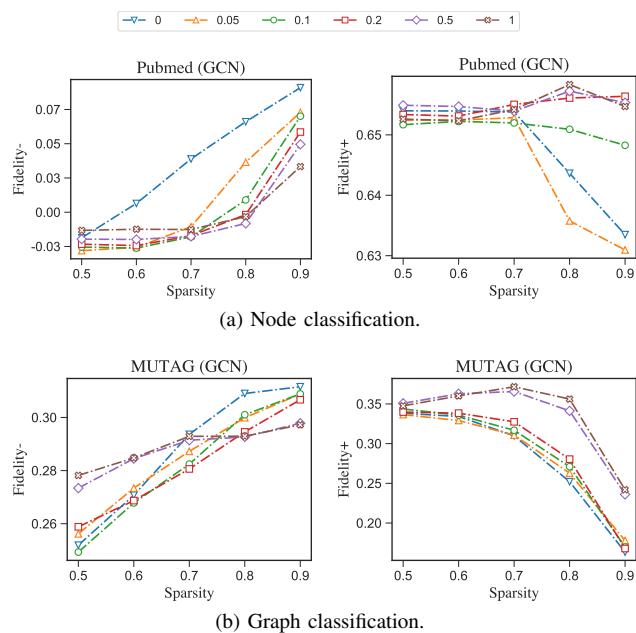 0 0.05 0.1 0.2 0.5 1
Pubmed (GCN)
Fidelity-
0.07
0.05
0.03
0.00
-0.03
0.5 0.6 0.7 0.8 0.9
Sparsity
Pubmed (GCN)
Fidelity+
0.65
0.64
0.63
0.5 0.6 0.7 0.8 0.9
Sparsity
(a) Node classification.
MUTAG (GCN)
Fidelity-
0.30
0.28
0.26
0.5 0.6 0.7 0.8 0.9
Sparsity
MUTAG (GCN)
Fidelity+
0.35
0.30
0.25
0.20
0.5 0.6 0.7 0.8 0.9
Sparsity
(b) Graph classification.